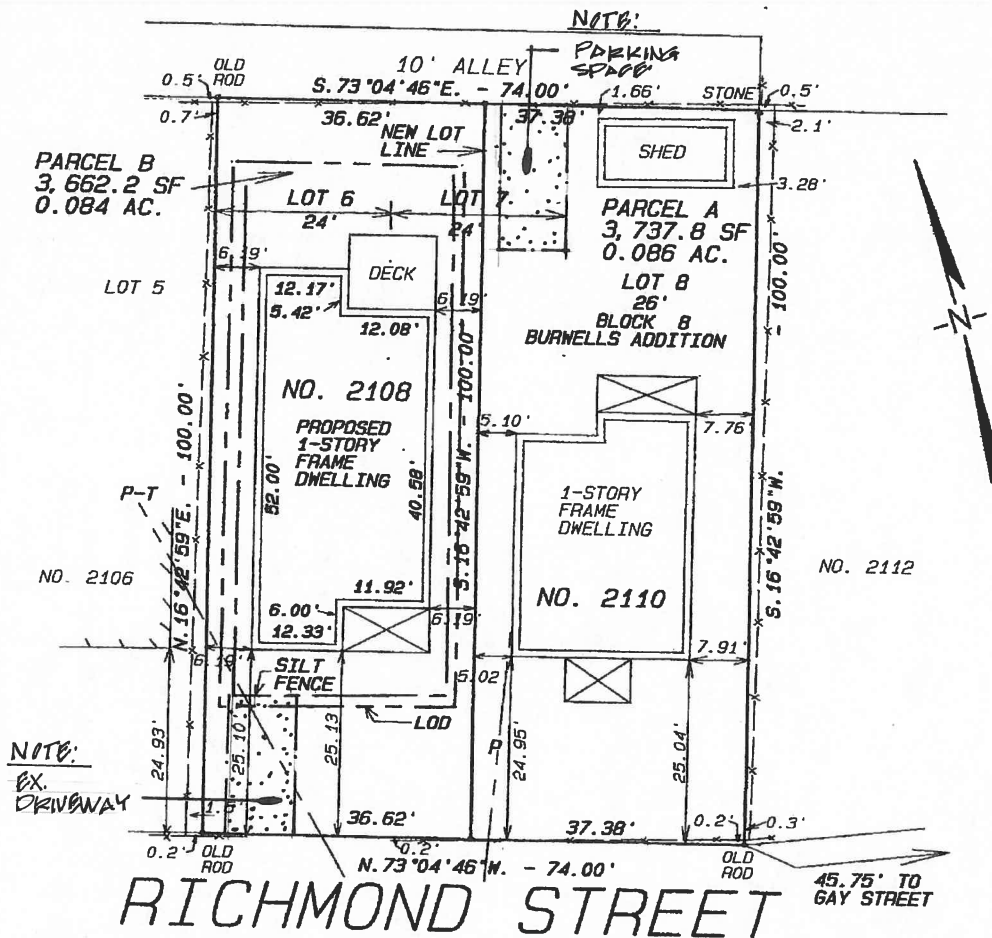 NOTE:
PARKING
SPACE
OLD
ROD
0.5'
10' ALLEY
S.73°04'46"E. - 74.00'
1.66'
STONE
0.5'
0.7'
36.62'
37.38'
2.1'
NEW LOT
LINE
SHED
PARCEL B
3,662.2 SF
0.084 AC.
3.28'
LOT 6
24'
LOT 7
24'
PARCEL A
3,737.8 SF
0.086 AC.
LOT 8
26'
BLOCK 8
BURWELLS ADDITION
6.19'
DECK
LOT 5
12.17'
5.42'
6.19'
12.08'
- 100.00'
N
NO. 2108
PROPOSED
1-STORY
FRAME
DWELLING
52.00'
40.58'
5.10'
7.76'
N.16°42'59"E. - 100.00'
S.16°42'59"W. - 100.00'
S.16°42'59"W.
P-T
1-STORY
FRAME
DWELLING
NO. 2106
NO. 2112
11.92'
NO. 2110
6.00'
12.33'
6.19'
7.91'
6.19'
SILT
FENCE
5.02
LOD
24.93'
25.10'
25.13
P
24.95'
25.04'
NOTE:
EX.
DRIVEWAY
36.62'
37.38'
0.2'
0.3'
0.2'
OLD
ROD
0.2'
N.73°04'46"W. - 74.00'
OLD
ROD
45.75' TO
GAY STREET
RICHMOND STREET